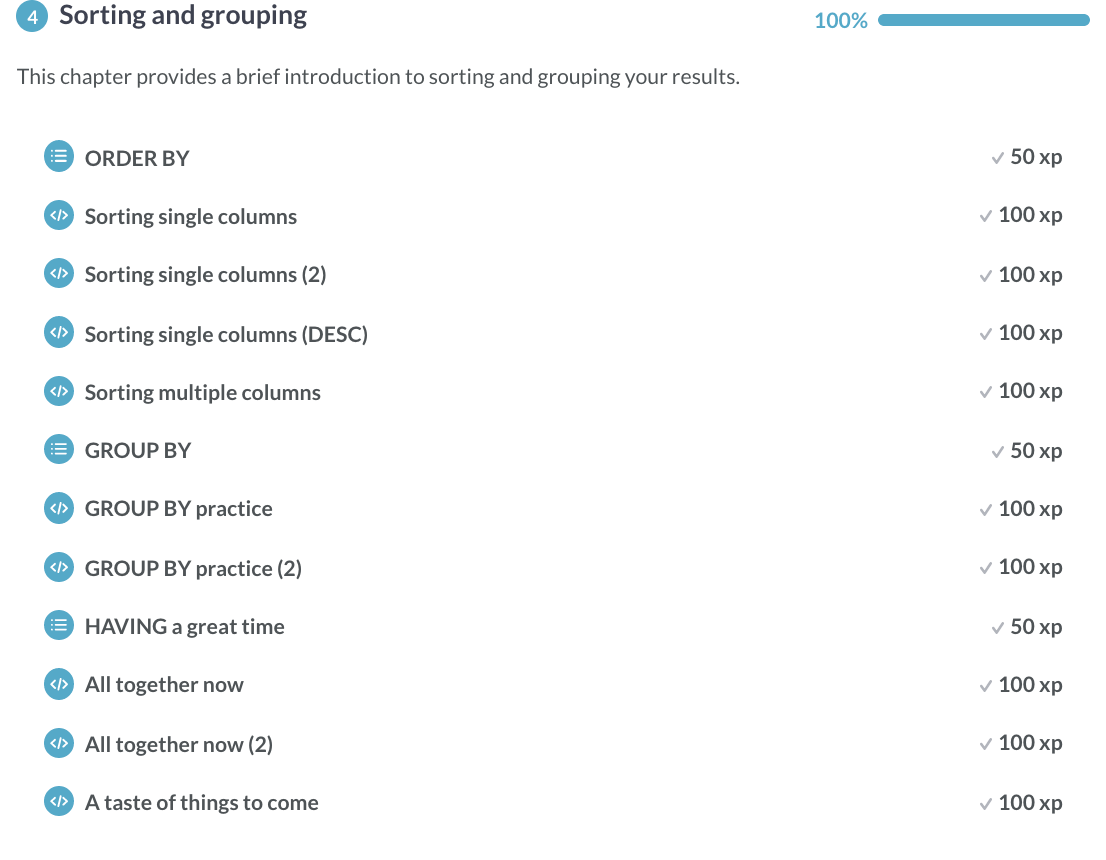 4 Sorting and grouping 100%
This chapter provides a brief introduction to sorting and grouping your results.
ORDER BY 50 xp
</> Sorting single columns 100 xp
</> Sorting single columns (2) 100 xp
</> Sorting single columns (DESC) 100 xp
</> Sorting multiple columns 100 xp
GROUP BY 50 xp
</> GROUP BY practice 100 xp
</> GROUP BY practice (2) 100 xp
HAVING a great time 50 xp
</> All together now 100 xp
</> All together now (2) 100 xp
</> A taste of things to come 100 xp